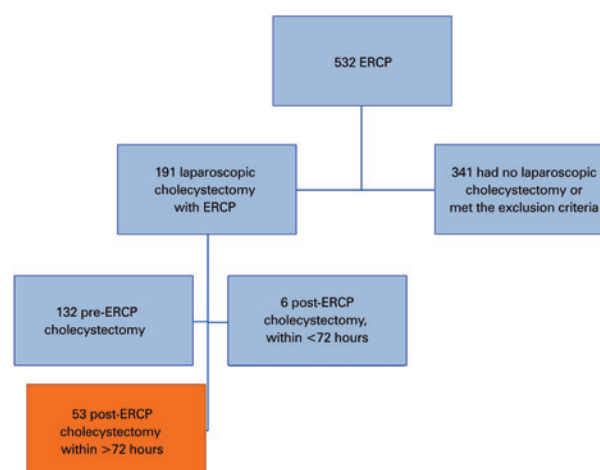 532 ERCP
191 laparoscopic
cholecystectomy
with ERCP
341 had no laparoscopic
cholecystectomy or
met the exclusion criteria
132 pre-ERCP
cholecystectomy
6 post-ERCP
cholecystectomy,
within <72 hours
53 post-ERCP
cholecystectomy
within >72 hours